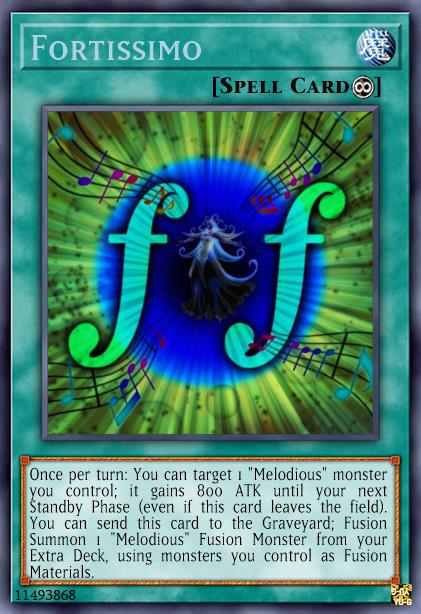 Fortissimo
魔
[Spell Card]
ff
Once per turn: You can target 1 "Melodious" monster
you control; it gains 800 ATK until your next
Standby Phase (even if this card leaves the field).
You can send this card to the Graveyard; Fusion
Summon 1 "Melodious" Fusion Monster from your
Extra Deck, using monsters you control as Fusion
Materials.
11493868